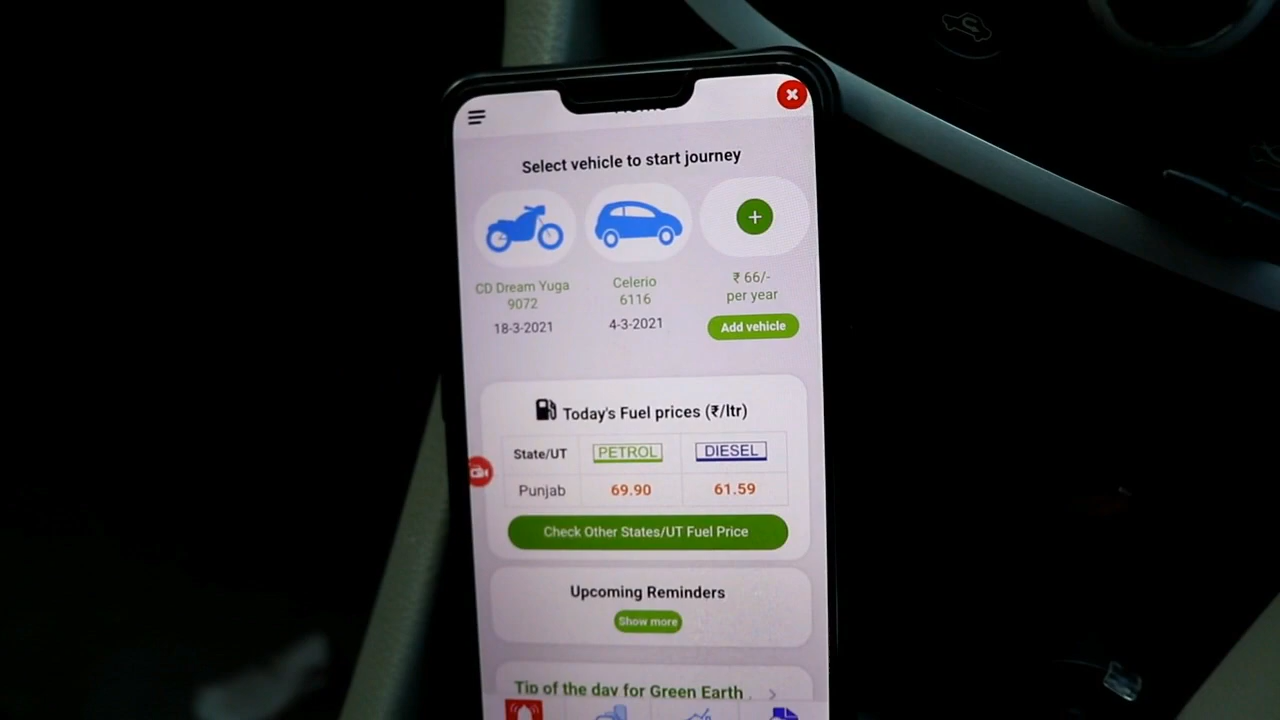 Select vehicle to start journey
CD Dream Yuga
9072
18-3-2021
Celerio
6116
4-3-2021
₹ 66/-
per year
Add vehicle
Today's Fuel prices (₹/ltr)
State/UT PETROL DIESEL
Punjab 69.90 61.59
Check Other States/UT Fuel Price
Upcoming Reminders
Show more
Tip of the day for Green Earth